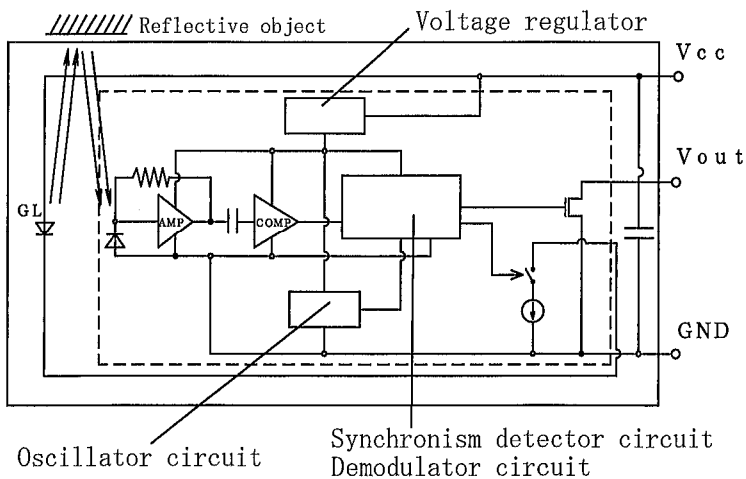 Reflective object
Voltage regulator
Vcc
Vout
GL
AMP
COMP
GND
Oscillator circuit
Synchronism detector circuit
Demodulator circuit